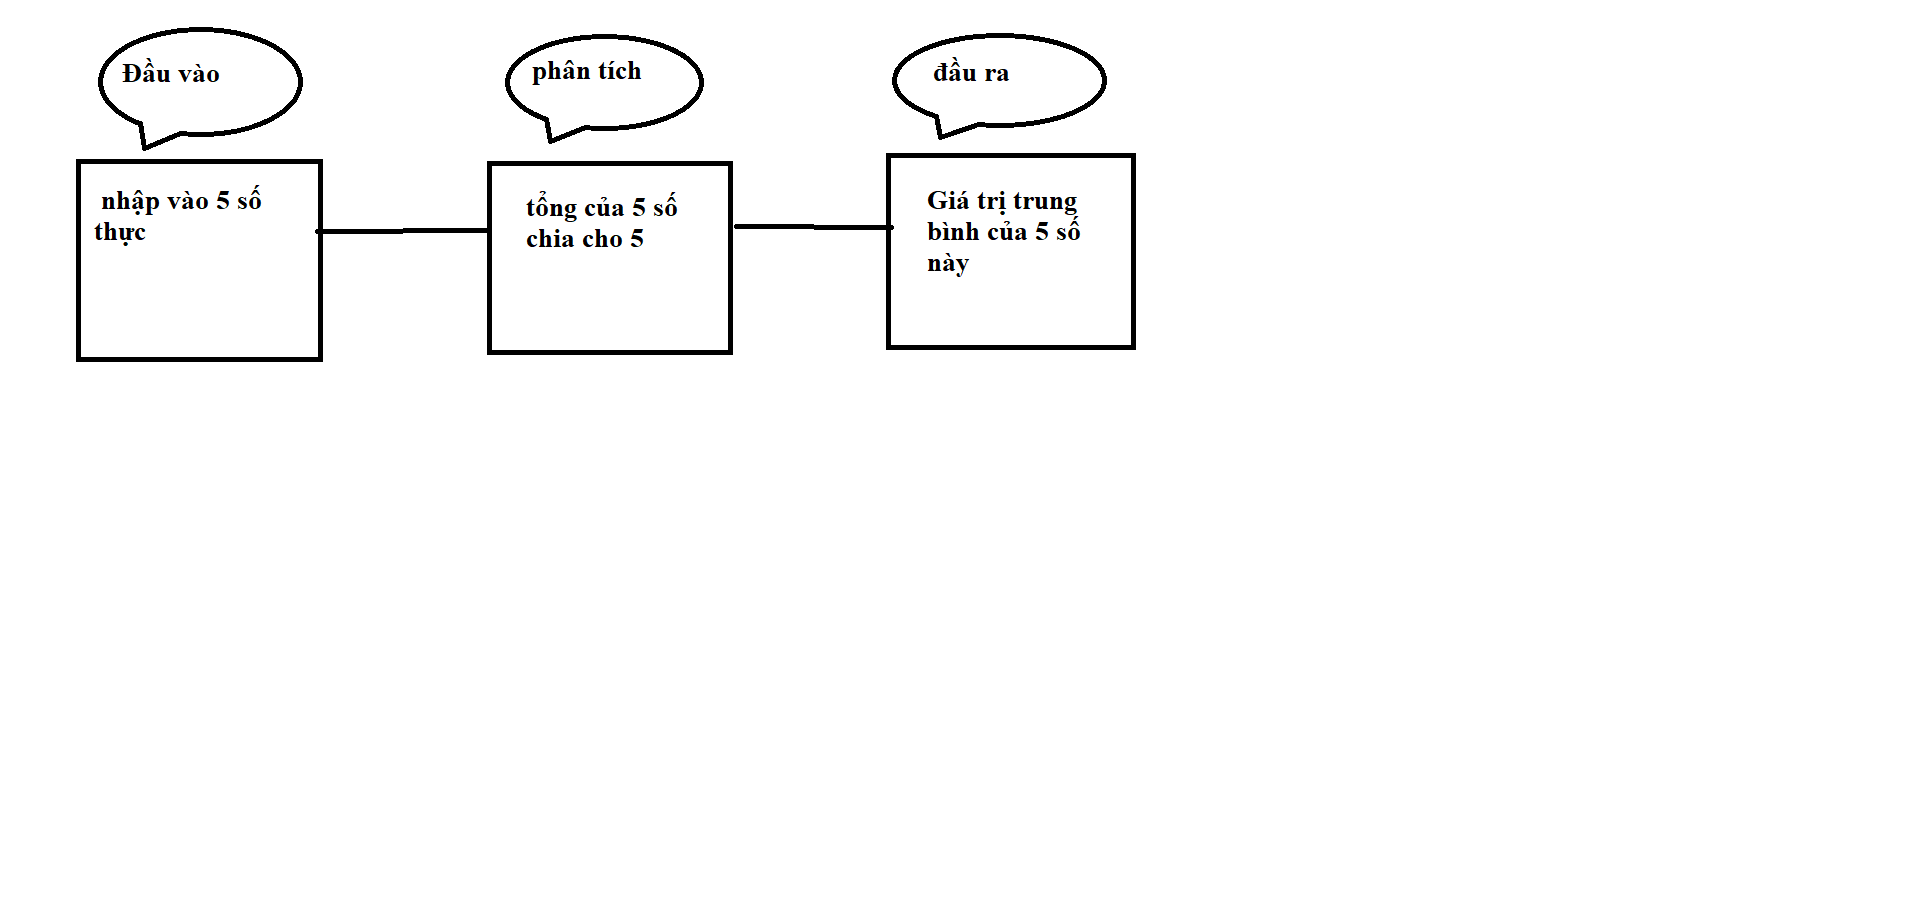 Đầu vào
phân tích
đầu ra
nhập vào 5 số
thực
tổng của 5 số
chia cho 5
Giá trị trung
bình của 5 số
này